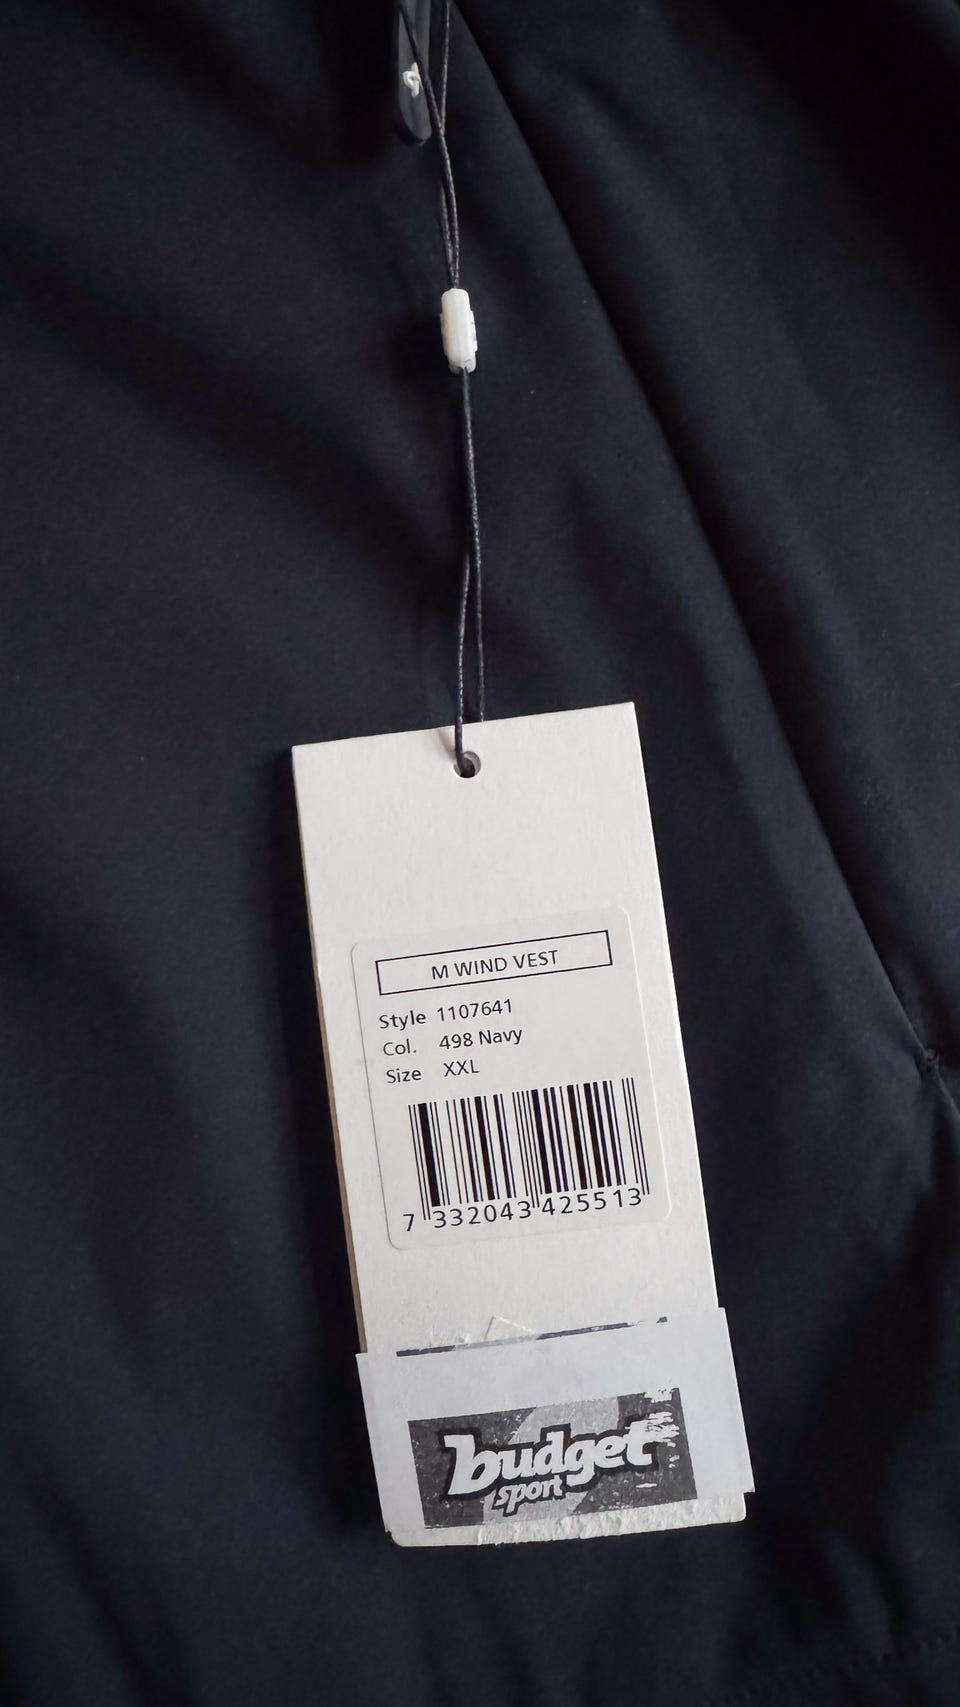 M WIND VEST
Style 1107641
Col. 498 Navy
Size XXL
7 332043 425513
budget
sport